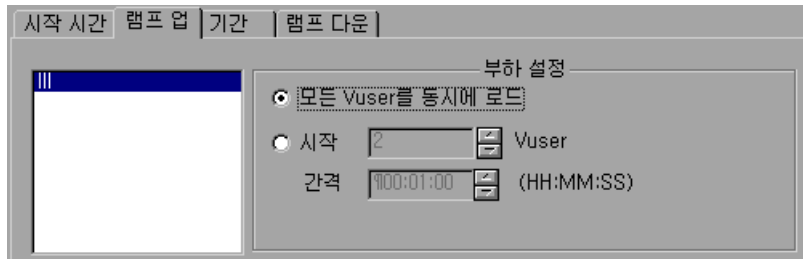 시작 시간 램프 업 기간 램프 다운
lll
부하 설정
모든 Vuser를 동시에 로드
시작 2 Vuser
간격 ¶00:01:00 (HH:MM:SS)